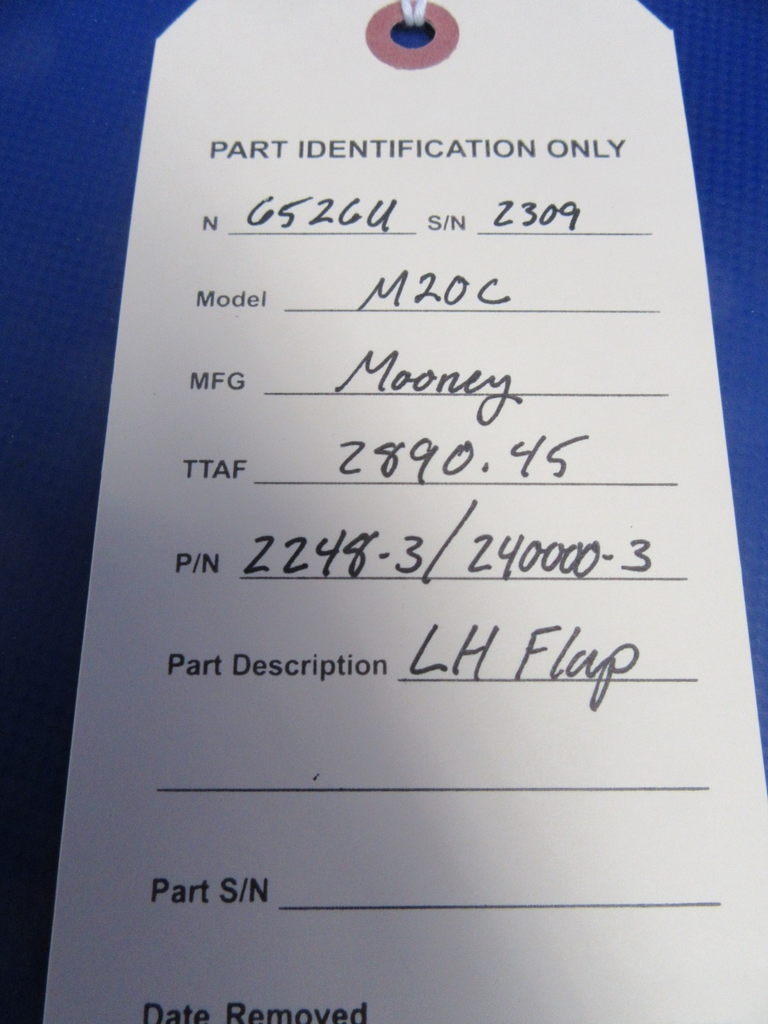 PART IDENTIFICATION ONLY
N 6526U S/N 2309
Model M20C
MFG Mooney
TTAF 2890.45
P/N 2248-3/240000-3
Part Description LH Flap
Part S/N
Date Removed